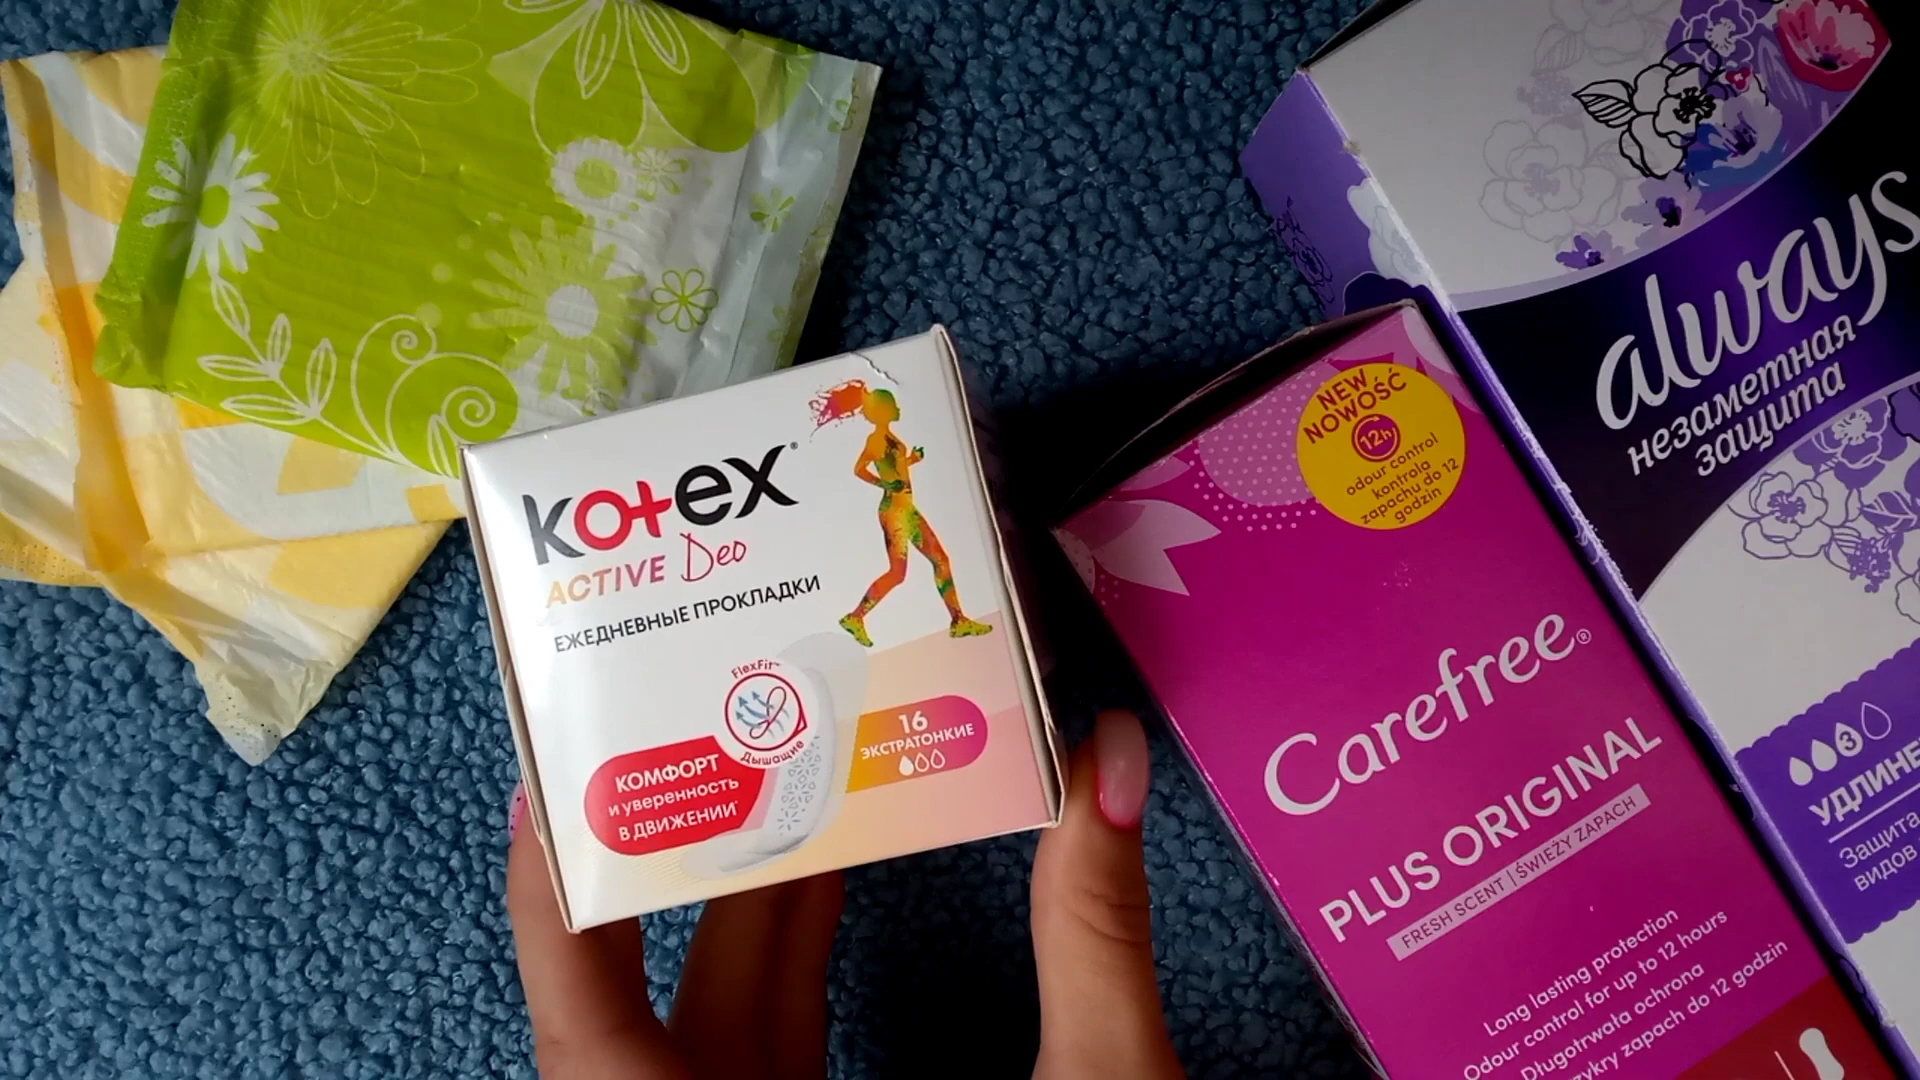 kotex®
ACTIVE Deo
ЕЖЕДНЕВНЫЕ ПРОКЛАДКИ
FlexFit™
Дышащие
КОМФОРТ
и уверенность
В ДВИЖЕНИИ*
16
ЭКСТРАТОНКИЕ
NEW
NOWOŚĆ
12h
odour control
kontrola
zapachu do 12
godzin
Carefree®
PLUS ORIGINAL
FRESH SCENT | ŚWIEŻY ZAPACH
Long lasting protection
Odour control for up to 12 hours
Długotrwała ochrona
zapach do 12 godzin
always
незаметная
защита
3
Защита
видов